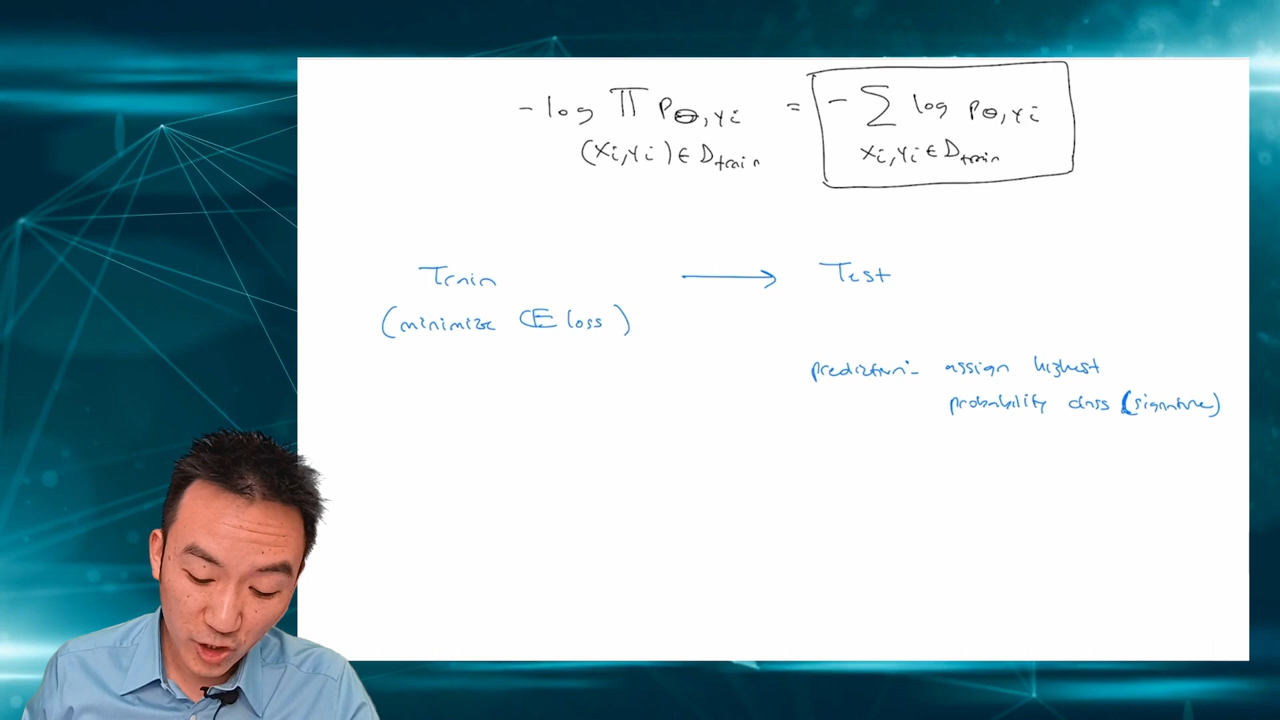 - log ∏ pθ,yi = - ∑ log pθ,yi
(xi,yi) ∈ Dtrain xi,yi ∈ Dtrain
Train → Test
(minimize CE loss)
prediction: assign highest
probability class (signature)